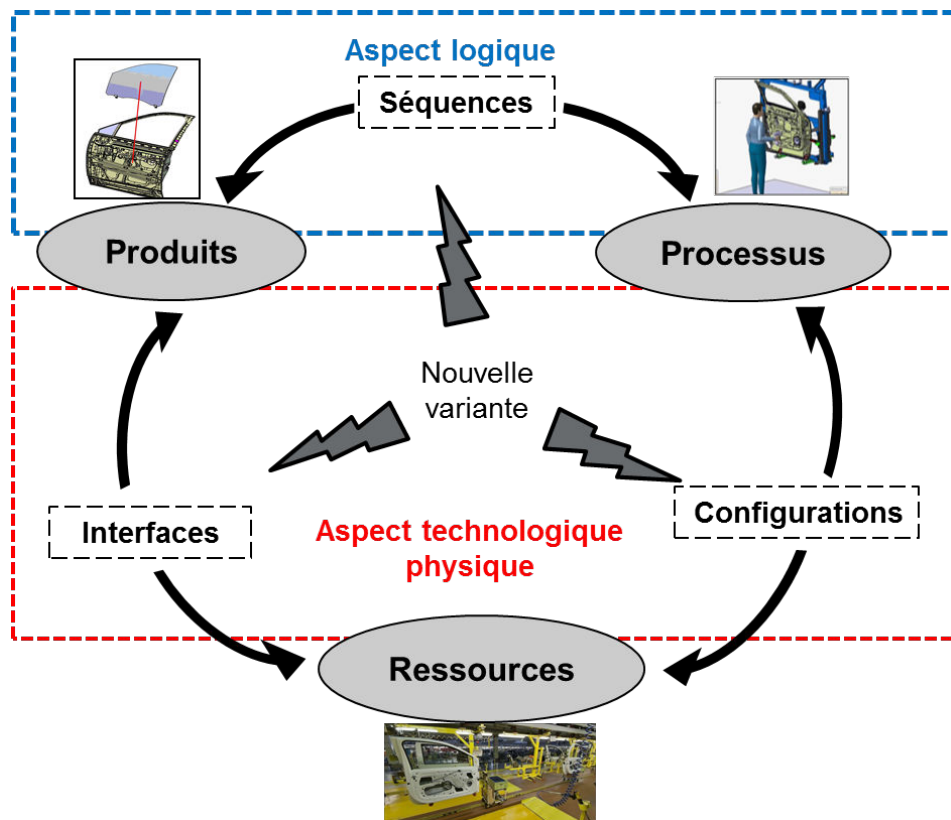 Aspect logique
Séquences
Produits
Processus
Nouvelle
variante
Interfaces
Configurations
Aspect technologique
physique
Ressources